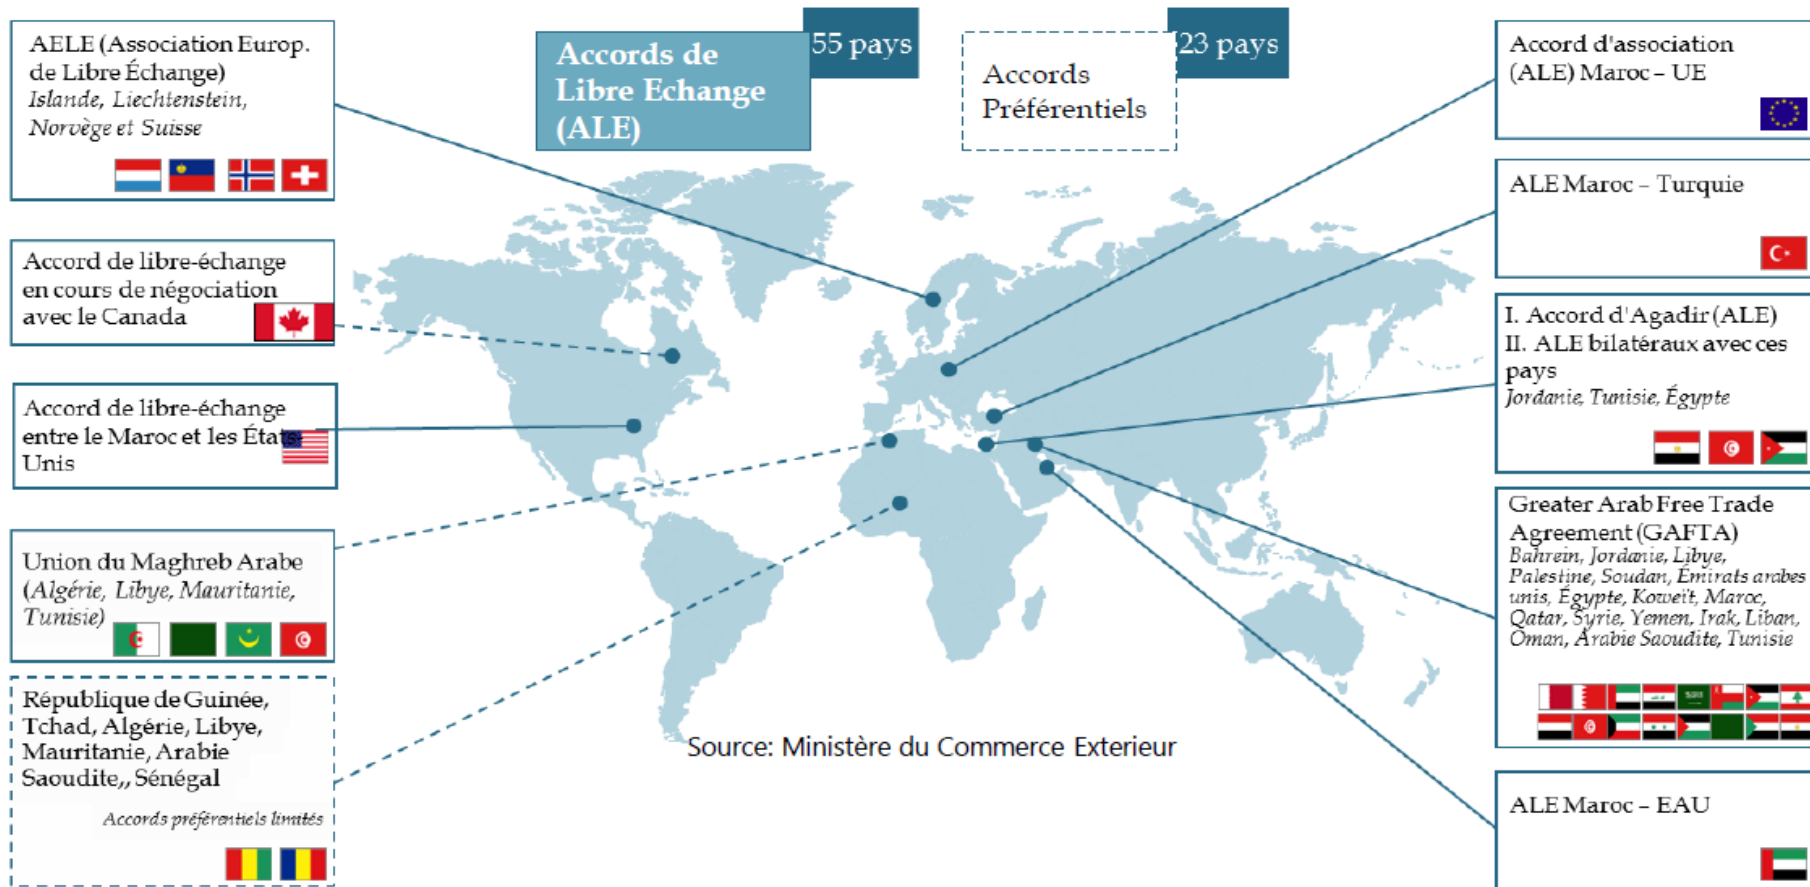 Accords de
Libre Echange
(ALE)
55 pays
Accords
Préférentiels
23 pays
AELE (Association Europ.
de Libre Échange)
Islande, Liechtenstein,
Norvège et Suisse
Accord de libre-échange
en cours de négociation
avec le Canada
Accord de libre-échange
entre le Maroc et les États-
Unis
Union du Maghreb Arabe
(Algérie, Libye, Mauritanie,
Tunisie)
République de Guinée,
Tchad, Algérie, Libye,
Mauritanie, Arabie
Saoudite,, Sénégal
Accords préférentiels limités
Accord d'association
(ALE) Maroc – UE
ALE Maroc – Turquie
I. Accord d'Agadir (ALE)
II. ALE bilatéraux avec ces
pays
Jordanie, Tunisie, Égypte
Greater Arab Free Trade
Agreement (GAFTA)
Bahrein, Jordanie, Libye,
Palestine, Soudan, Émirats arabes
unis, Égypte, Koweït, Maroc,
Qatar, Syrie, Yemen, Irak, Liban,
Oman, Arabie Saoudite, Tunisie
ALE Maroc – EAU
Source: Ministère du Commerce Exterieur